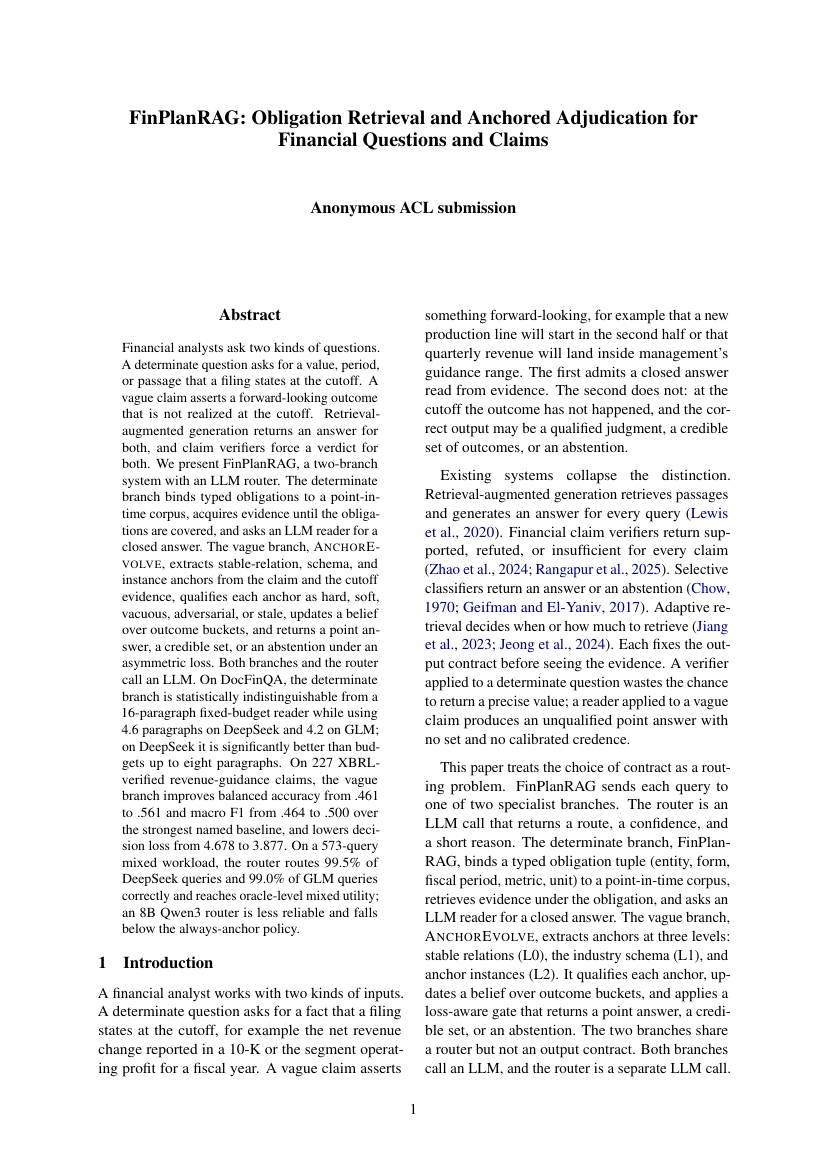 FinPlanRAG: Obligation Retrieval and Anchored Adjudication for
Financial Questions and Claims
Anonymous ACL submission
Abstract
Financial analysts ask two kinds of questions.
A determinate question asks for a value, period,
or passage that a filing states at the cutoff. A
vague claim asserts a forward-looking outcome
that is not realized at the cutoff. Retrieval-
augmented generation returns an answer for
both, and claim verifiers force a verdict for
both. We present FinPlanRAG, a two-branch
system with an LLM router. The determinate
branch binds typed obligations to a point-in-
time corpus, acquires evidence until the obliga-
tions are covered, and asks an LLM reader for a
closed answer. The vague branch, ANCHORE-
VOLVE, extracts stable-relation, schema, and
instance anchors from the claim and the cutoff
evidence, qualifies each anchor as hard, soft,
vacuous, adversarial, or stale, updates a belief
over outcome buckets, and returns a point an-
swer, a credible set, or an abstention under an
asymmetric loss. Both branches and the router
call an LLM. On DocFinQA, the determinate
branch is statistically indistinguishable from a
16-paragraph fixed-budget reader while using
4.6 paragraphs on DeepSeek and 4.2 on GLM;
on DeepSeek it is significantly better than bud-
gets up to eight paragraphs. On 227 XBRL-
verified revenue-guidance claims, the vague
branch improves balanced accuracy from .461
to .561 and macro F1 from .464 to .500 over
the strongest named baseline, and lowers deci-
sion loss from 4.678 to 3.877. On a 573-query
mixed workload, the router routes 99.5% of
DeepSeek queries and 99.0% of GLM queries
correctly and reaches oracle-level mixed utility;
an 8B Qwen3 router is less reliable and falls
below the always-anchor policy.
1 Introduction
A financial analyst works with two kinds of inputs.
A determinate question asks for a fact that a filing
states at the cutoff, for example the net revenue
change reported in a 10-K or the segment operat-
ing profit for a fiscal year. A vague claim asserts
something forward-looking, for example that a new
production line will start in the second half or that
quarterly revenue will land inside management's
guidance range. The first admits a closed answer
read from evidence. The second does not: at the
cutoff the outcome has not happened, and the cor-
rect output may be a qualified judgment, a credible
set of outcomes, or an abstention.
Existing systems collapse the distinction.
Retrieval-augmented generation retrieves passages
and generates an answer for every query (Lewis
et al., 2020). Financial claim verifiers return sup-
ported, refuted, or insufficient for every claim
(Zhao et al., 2024; Rangapur et al., 2025). Selective
classifiers return an answer or an abstention (Chow,
1970; Geifman and El-Yaniv, 2017). Adaptive re-
trieval decides when or how much to retrieve (Jiang
et al., 2023; Jeong et al., 2024). Each fixes the out-
put contract before seeing the evidence. A verifier
applied to a determinate question wastes the chance
to return a precise value; a reader applied to a vague
claim produces an unqualified point answer with
no set and no calibrated credence.
This paper treats the choice of contract as a rout-
ing problem. FinPlanRAG sends each query to
one of two specialist branches. The router is an
LLM call that returns a route, a confidence, and
a short reason. The determinate branch, FinPlan-
RAG, binds a typed obligation tuple (entity, form,
fiscal period, metric, unit) to a point-in-time corpus,
retrieves evidence under the obligation, and asks an
LLM reader for a closed answer. The vague branch,
ANCHOREVOLVE, extracts anchors at three levels:
stable relations (L0), the industry schema (L1), and
anchor instances (L2). It qualifies each anchor, up-
dates a belief over outcome buckets, and applies a
loss-aware gate that returns a point answer, a credi-
ble set, or an abstention. The two branches share
a router but not an output contract. Both branches
call an LLM, and the router is a separate LLM call.
1